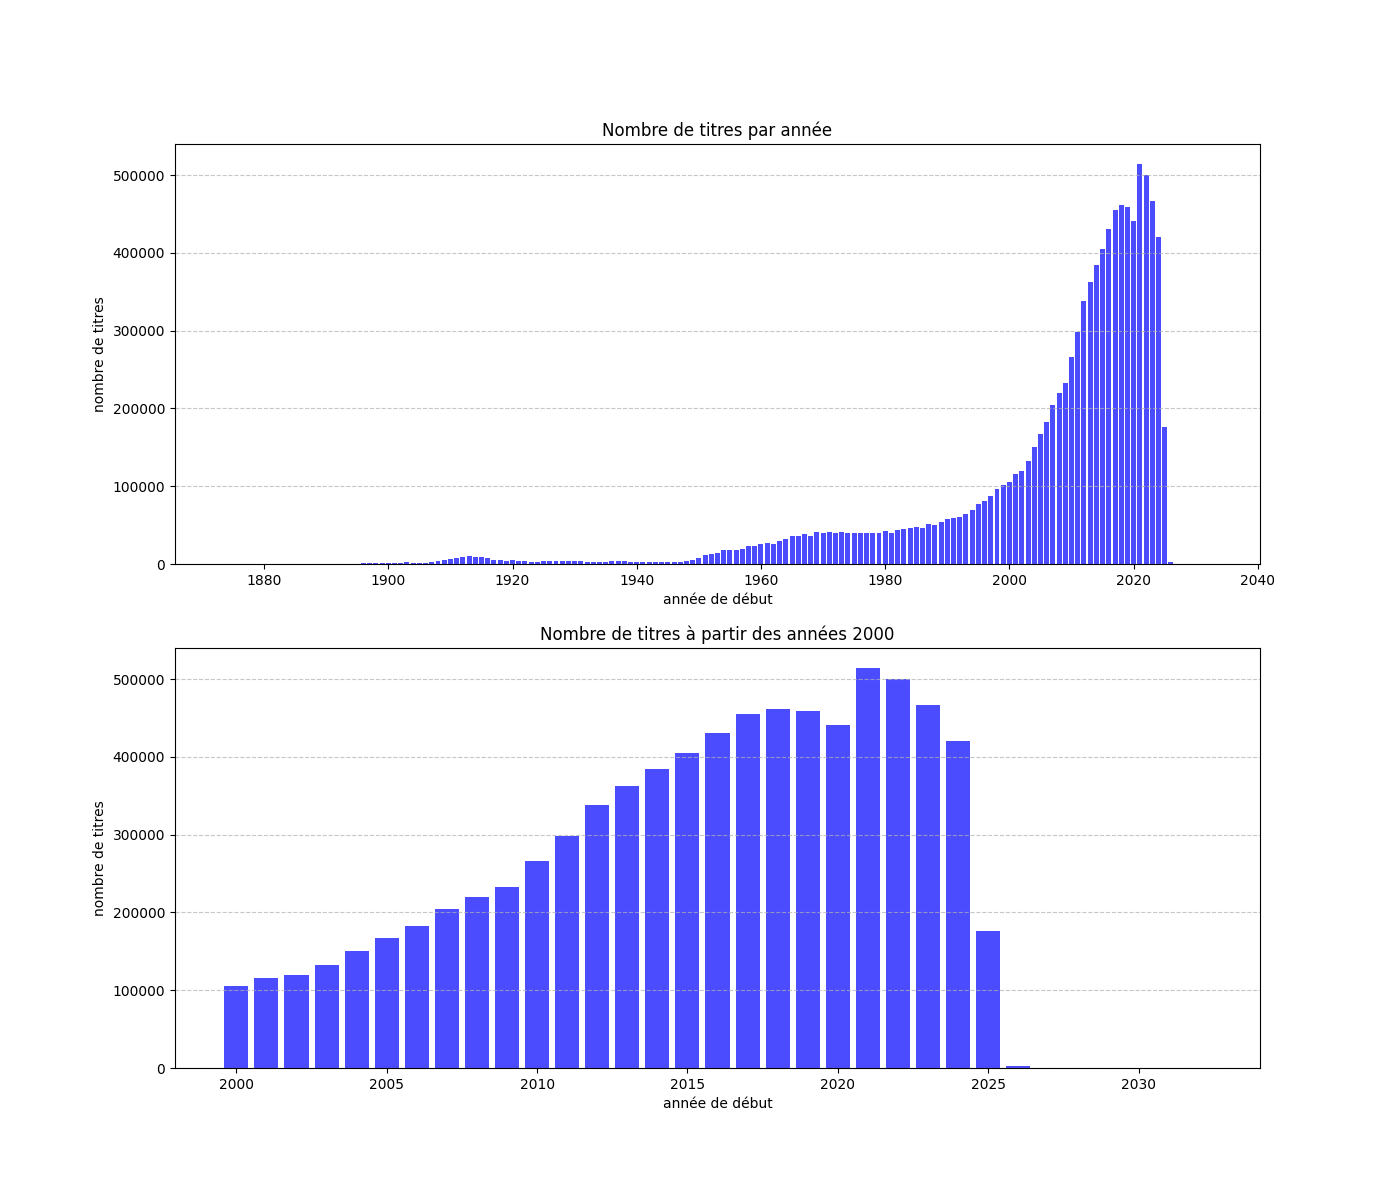 Nombre de titres par année
500000
400000
300000
200000
100000
0
nombre de titres
1880 1900 1920 1940 1960 1980 2000 2020 2040
année de début
Nombre de titres à partir des années 2000
500000
400000
300000
200000
100000
0
nombre de titres
2000 2005 2010 2015 2020 2025 2030
année de début